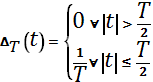 Δ_T (t) = { 0 ∀|t| > T/2
1/T ∀|t| ≤ T/2